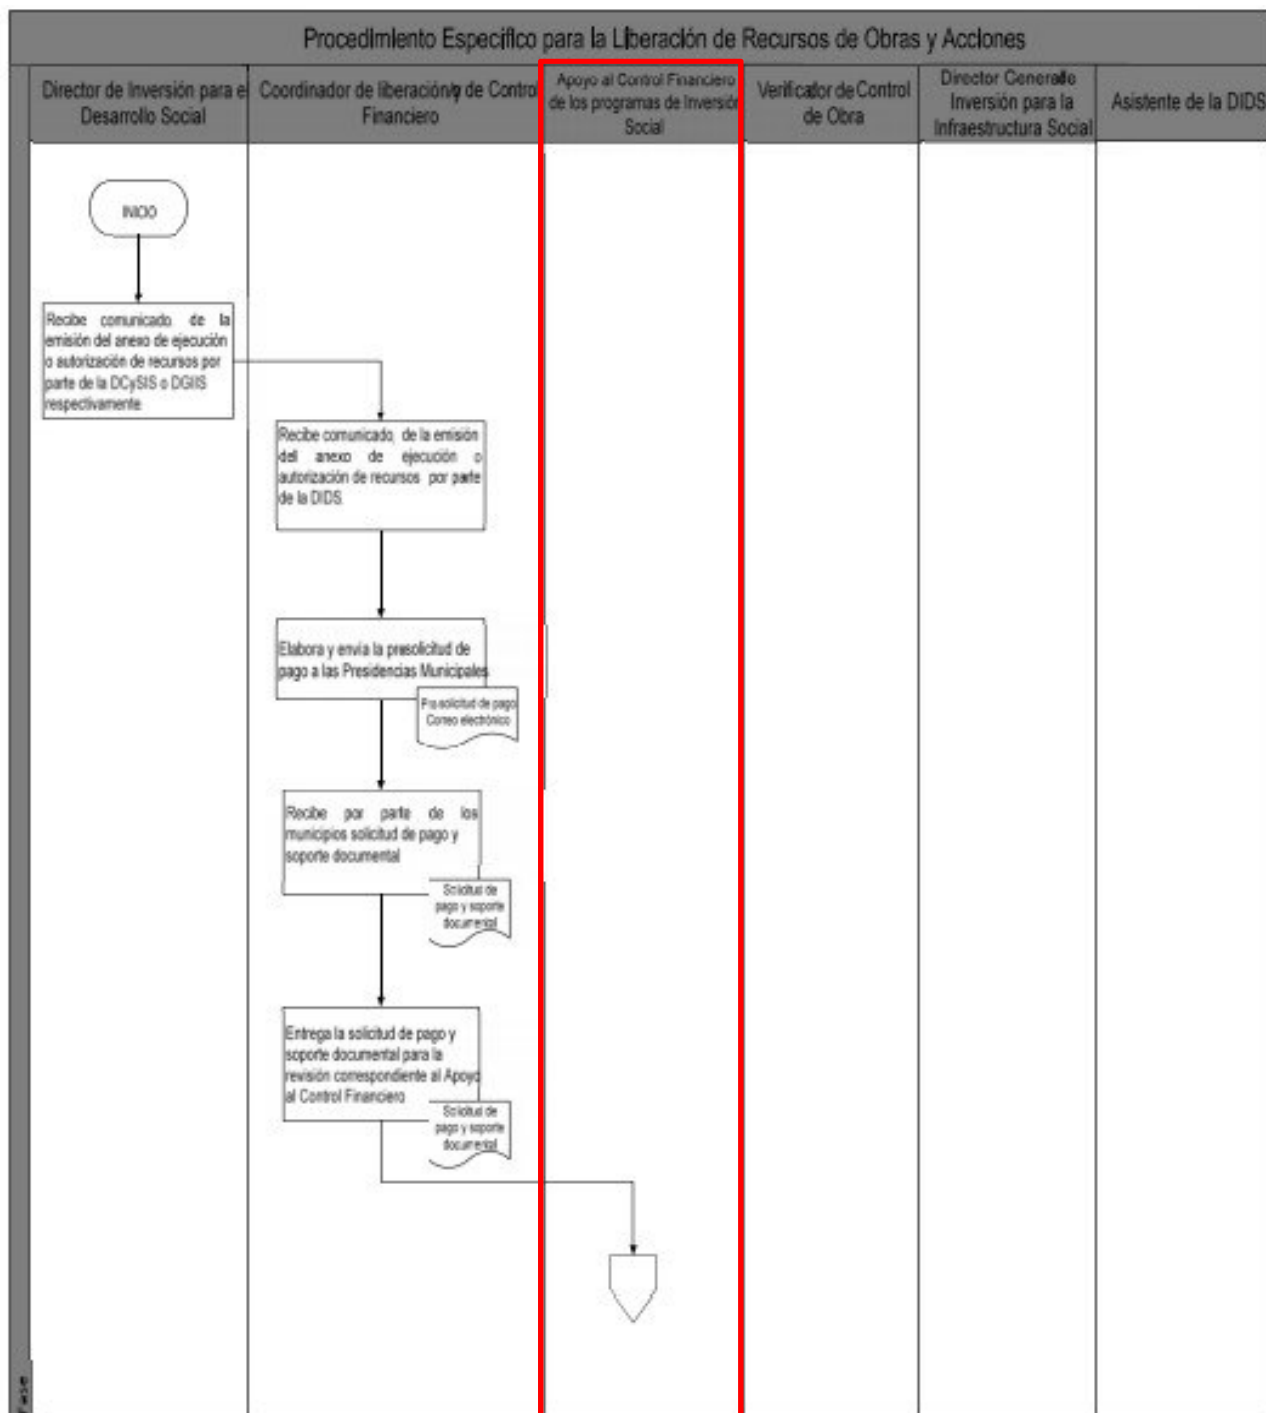 Procedimiento Especifico para la Liberación de Recursos de Obras y Acciones
Director de Inversión para e
Desarrollo Social
Coordinador de liberación y de Control
Financiero
Apoyo al Control Financiero
de los programas de Inversión
Social
Verificador de Control
de Obra
Director General de
Inversión para la
Infraestructura Social
Asistente de la DIDS
INICIO
Recibe comunicado, de la
emisión del anexo de ejecución
o autorización de recursos por
parte de la DCySIS o DGIIS
respectivamente
Recibe comunicado, de la emisión
del anexo de ejecución o
autorización de recursos por parte
de la DIDS
Elabora y envía la presolicitud de
pago a las Presidencias Municipales
Pre solicitud de pago
Correo electrónico
Recibe por parte de los
municipios solicitud de pago y
soporte documental
Solicitud de
pago y soporte
documental
Entrega la solicitud de pago y
soporte documental para la
revisión correspondiente al Apoyo
al Control Financiero
Solicitud de
pago y soporte
documental
Fase